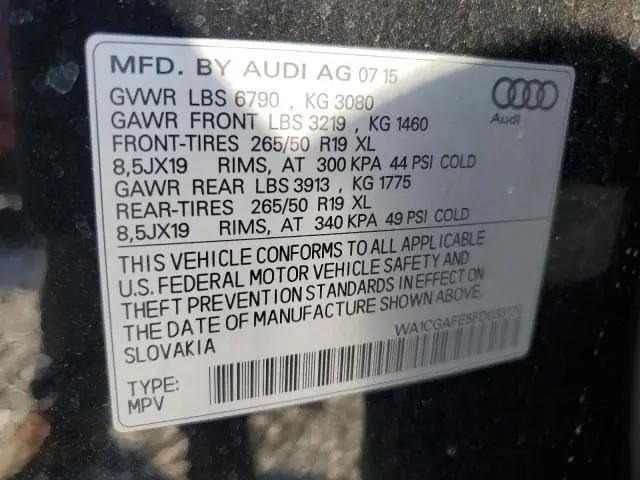 MFD. BY AUDI AG 07 15
GVWR LBS 6790 , KG 3080
GAWR FRONT LBS 3219 , KG 1460
FRONT-TIRES 265/50 R19 XL
8,5JX19 RIMS, AT 300 KPA 44 PSI COLD
GAWR REAR LBS 3913 , KG 1775
REAR-TIRES 265/50 R19 XL
8,5JX19 RIMS, AT 340 KPA 49 PSI COLD
Audi
THIS VEHICLE CONFORMS TO ALL APPLICABLE
U.S. FEDERAL MOTOR VEHICLE SAFETY AND
THEFT PREVENTION STANDARDS IN EFFECT ON
THE DATE OF MANUFACTURE SHOWN ABOVE.
SLOVAKIA
TYPE:
MPV